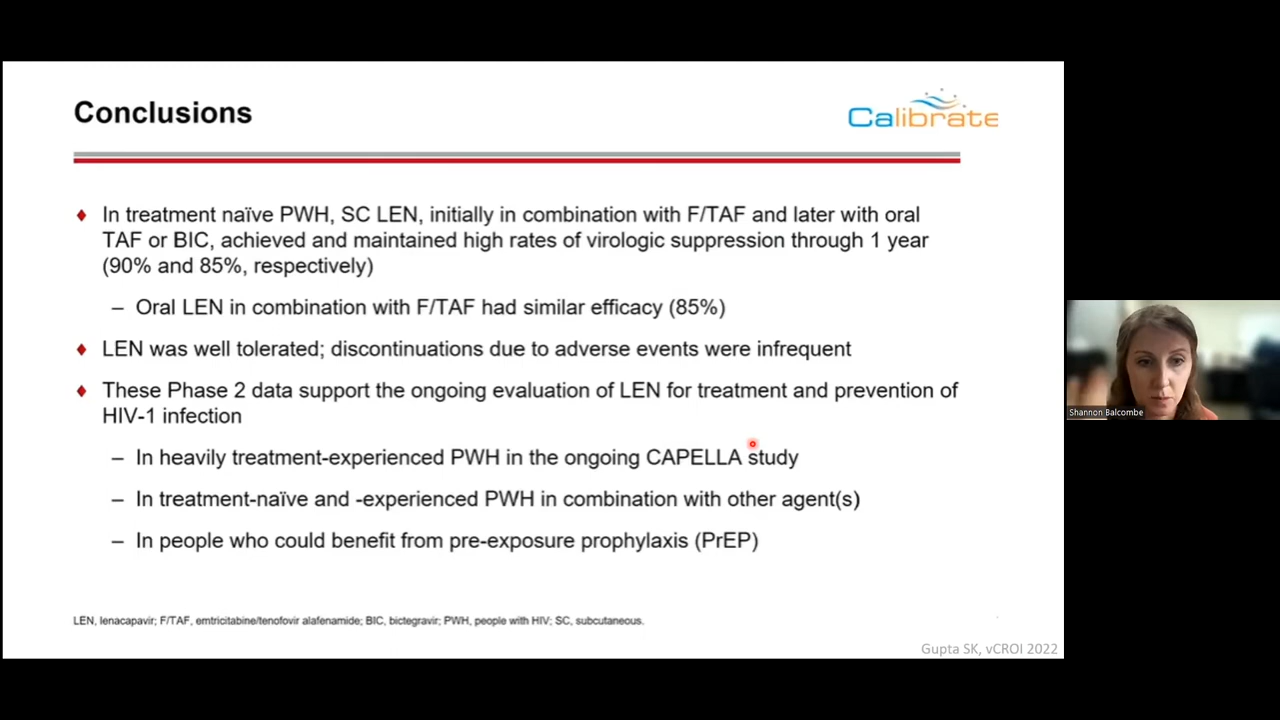 Conclusions
Calibrate
♦ In treatment naïve PWH, SC LEN, initially in combination with F/TAF and later with oral
TAF or BIC, achieved and maintained high rates of virologic suppression through 1 year
(90% and 85%, respectively)
– Oral LEN in combination with F/TAF had similar efficacy (85%)
♦ LEN was well tolerated; discontinuations due to adverse events were infrequent
♦ These Phase 2 data support the ongoing evaluation of LEN for treatment and prevention of
HIV-1 infection
– In heavily treatment-experienced PWH in the ongoing CAPELLA study
– In treatment-naïve and -experienced PWH in combination with other agent(s)
– In people who could benefit from pre-exposure prophylaxis (PrEP)
LEN, lenacapavir; F/TAF, emtricitabine/tenofovir alafenamide; BIC, bictegravir; PWH, people with HIV; SC, subcutaneous.
Gupta SK, vCROI 2022
Shannon Balcombe